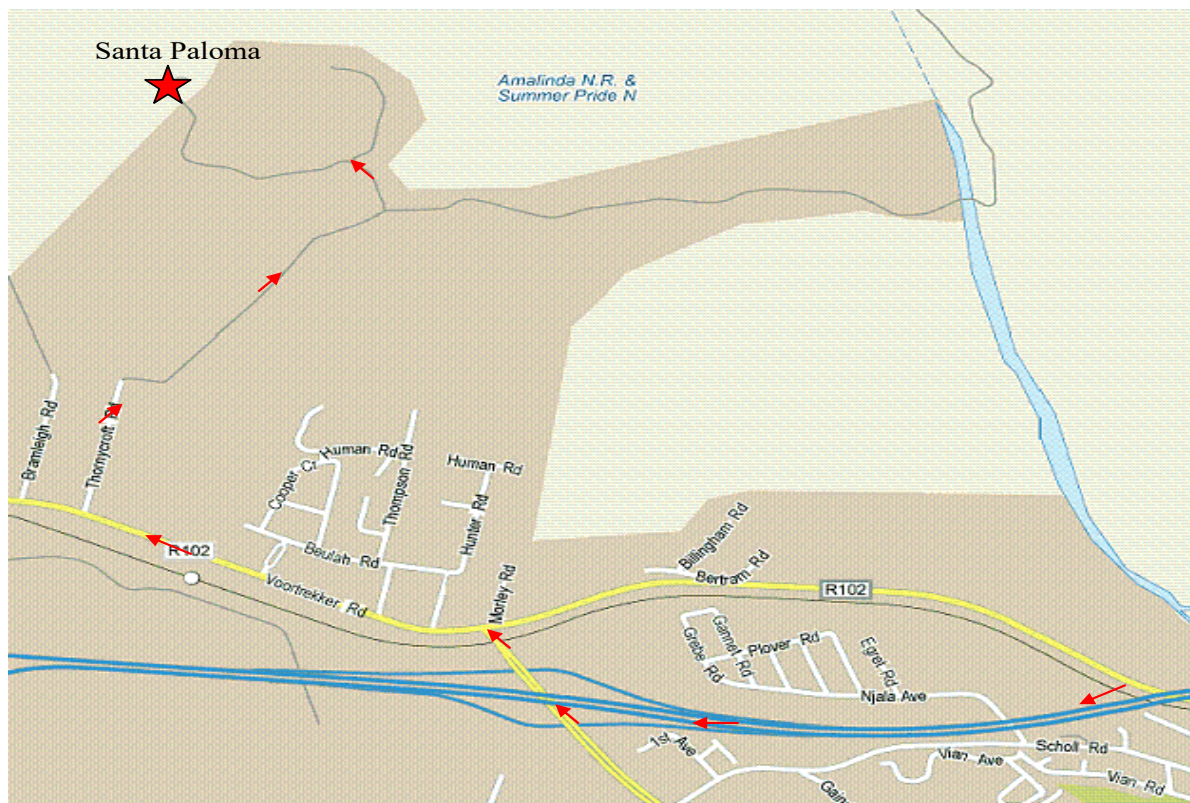 Santa Paloma
Amalinda N.R. &
Summer Pride N
Bramleigh Rd
Thornycroft Rd
Cooper Cr
Human Rd
Thompson Rd
Human Rd
Hunter Rd
Beulah Rd
R102
Voortrekker Rd
Morley Rd
Billingham Rd
Bertram Rd
R102
Grebe Rd
Gannet Rd
Plover Rd
Egret Rd
Njala Ave
1st Ave
Vian Ave
Scholl Rd
Vian Rd
Gain